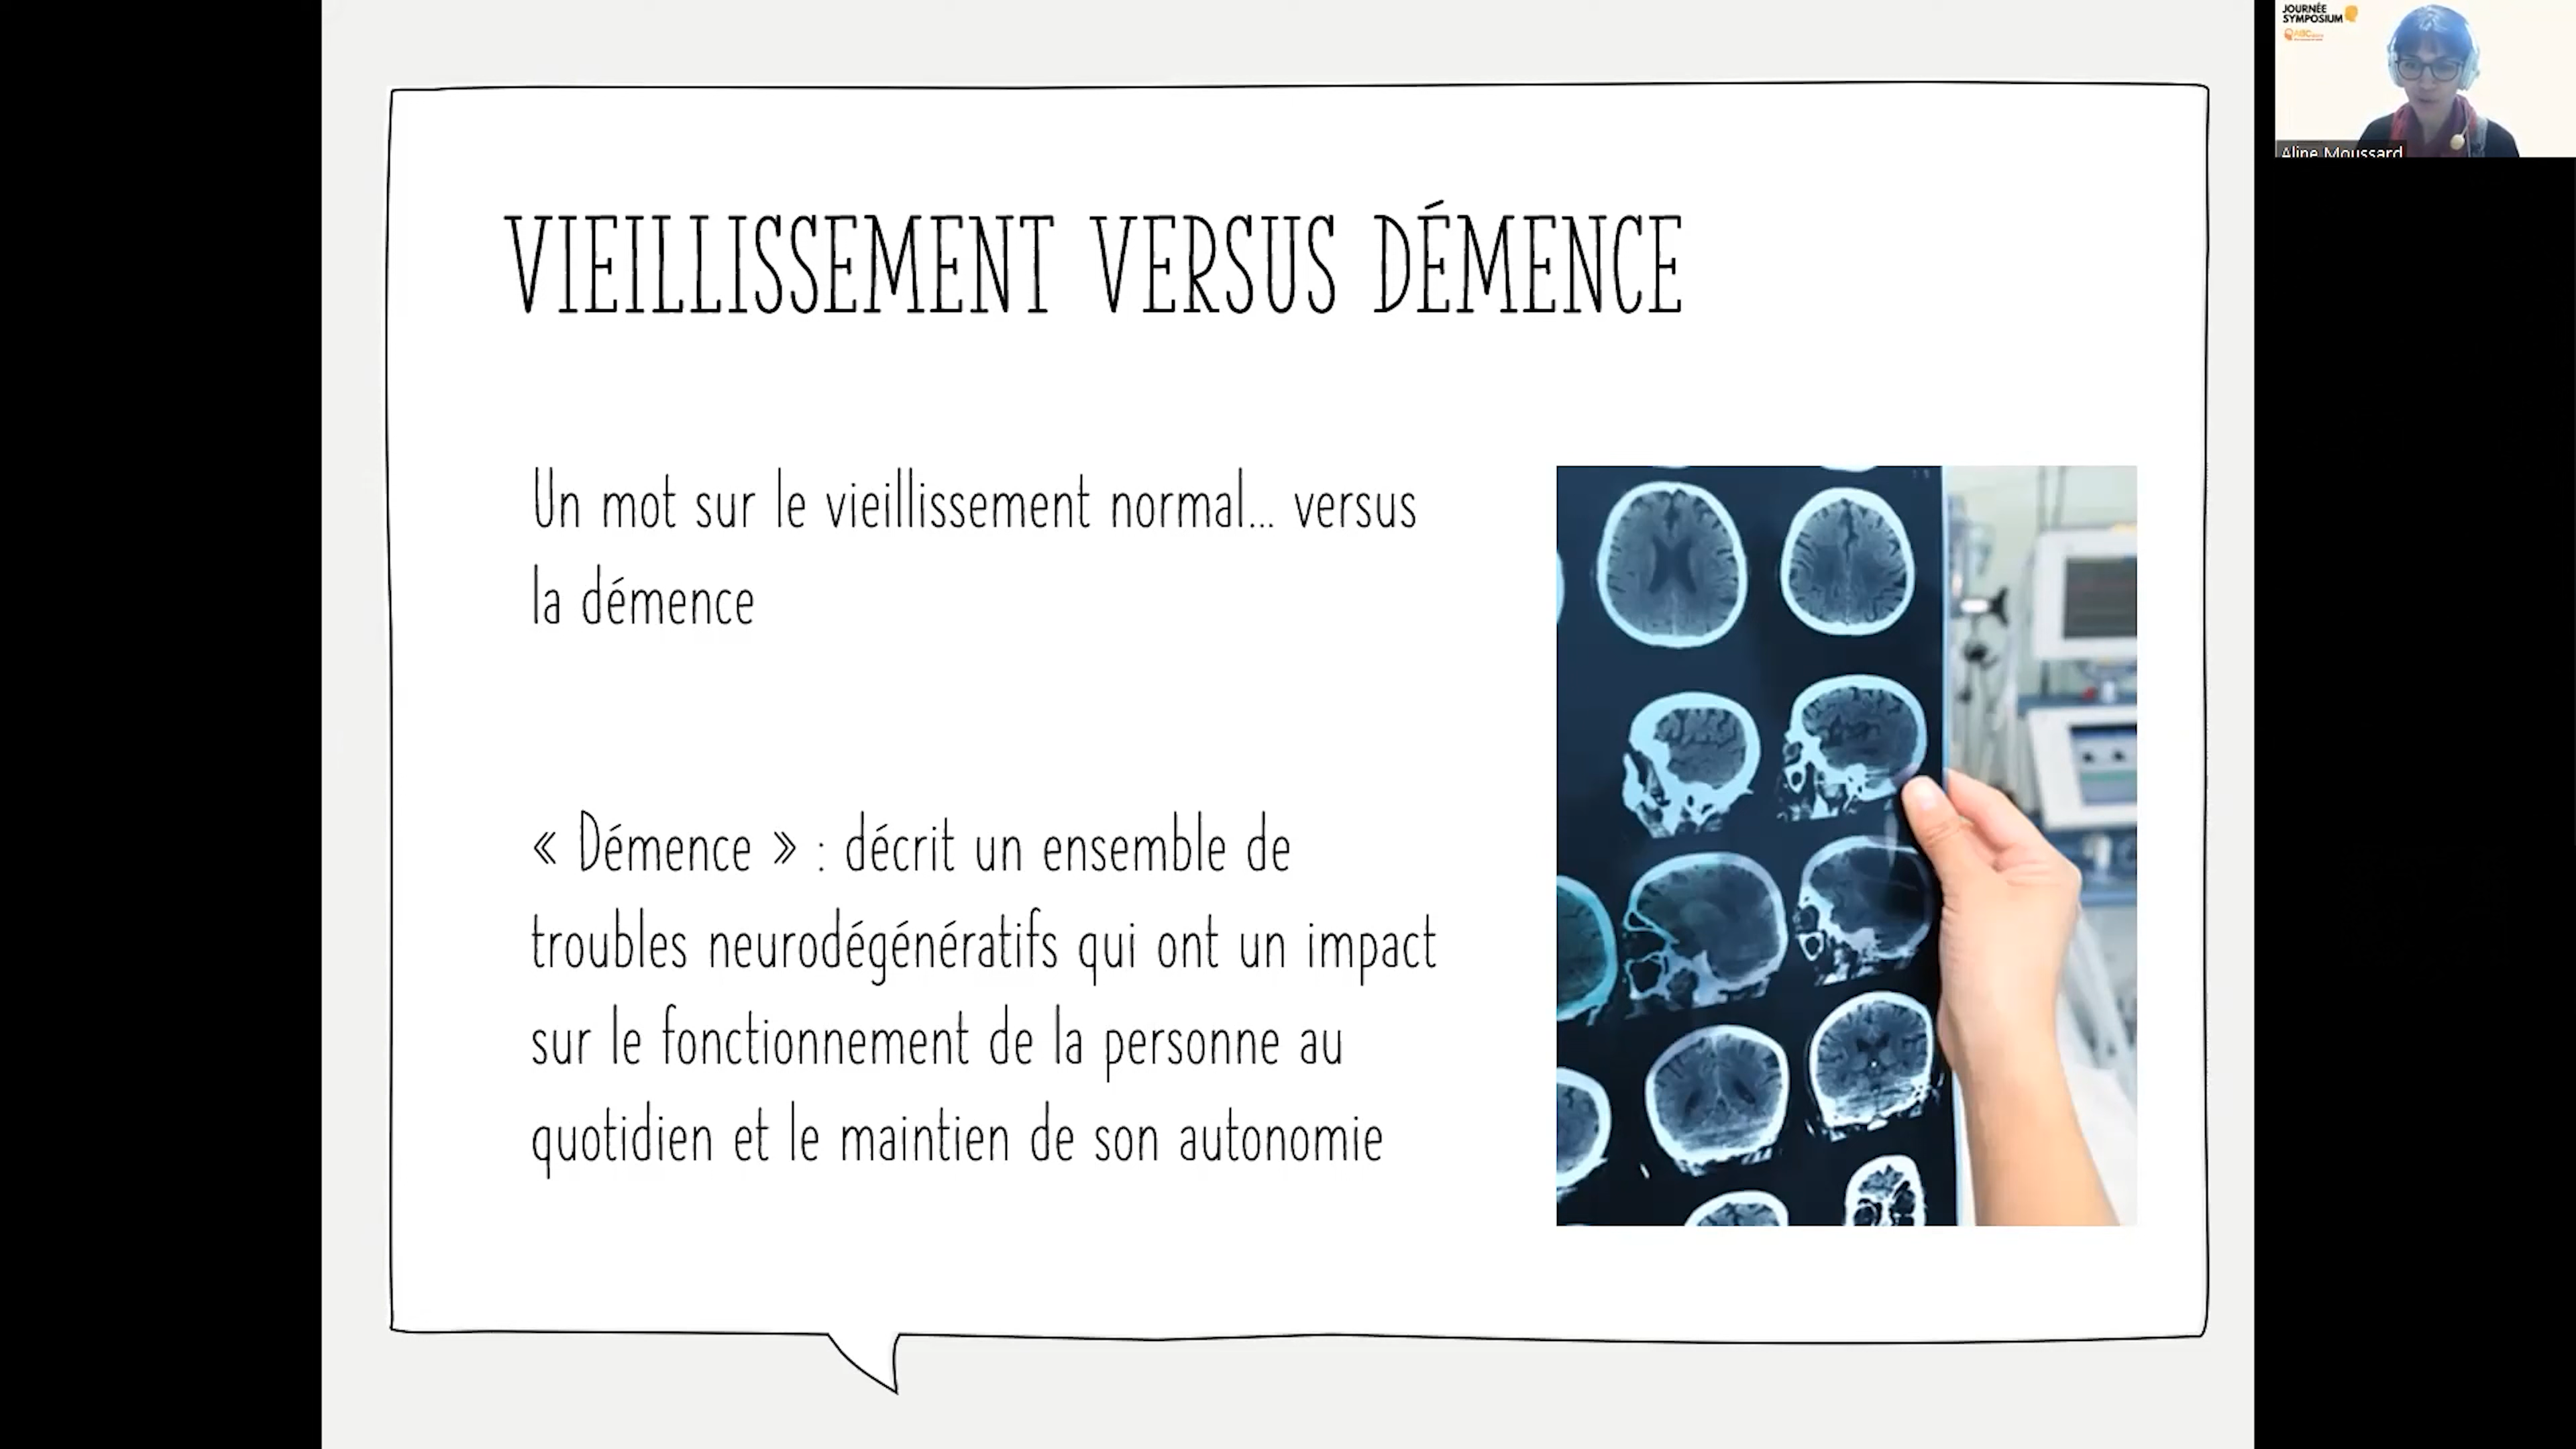 JOURNÉE
SYMPOSIUM
Aline Moussard
VIEILLISSEMENT VERSUS DÉMENCE
Un mot sur le vieillissement normal... versus
la démence
« Démence » : décrit un ensemble de
troubles neurodégénératifs qui ont un impact
sur le fonctionnement de la personne au
quotidien et le maintien de son autonomie